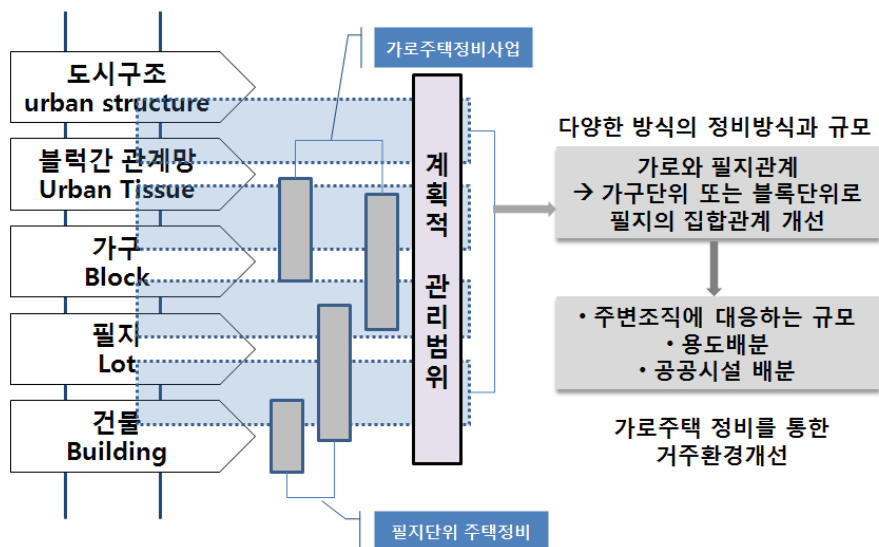 가로주택정비사업
도시구조
urban structure
블럭간 관계망
Urban Tissue
가구
Block
필지
Lot
건물
Building
계획적 관리범위
필지단위 주택정비
다양한 방식의 정비방식과 규모
가로와 필지관계
→ 가구단위 또는 블록단위로
필지의 집합관계 개선
• 주변조직에 대응하는 규모
• 용도배분
• 공공시설 배분
가로주택 정비를 통한
거주환경개선